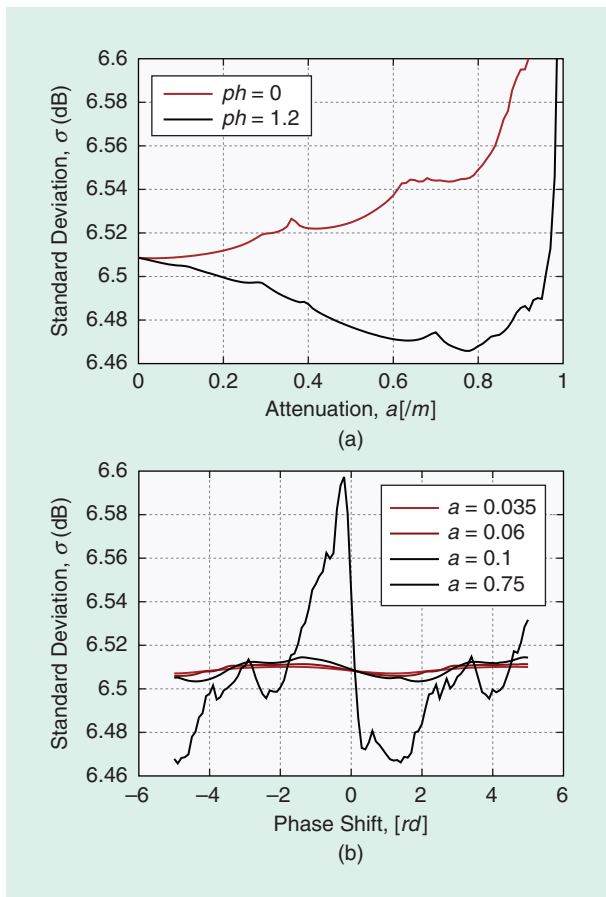 6.6
6.58
6.56
6.54
6.52
6.5
6.48
6.46
Standard Deviation, σ (dB)
ph = 0
ph = 1.2
0 0.2 0.4 0.6 0.8 1
Attenuation, a[/m]
(a)
6.6
6.58
6.56
6.54
6.52
6.5
6.48
6.46
Standard Deviation, σ (dB)
a = 0.035
a = 0.06
a = 0.1
a = 0.75
–6 –4 –2 0 2 4 6
Phase Shift, [rd]
(b)